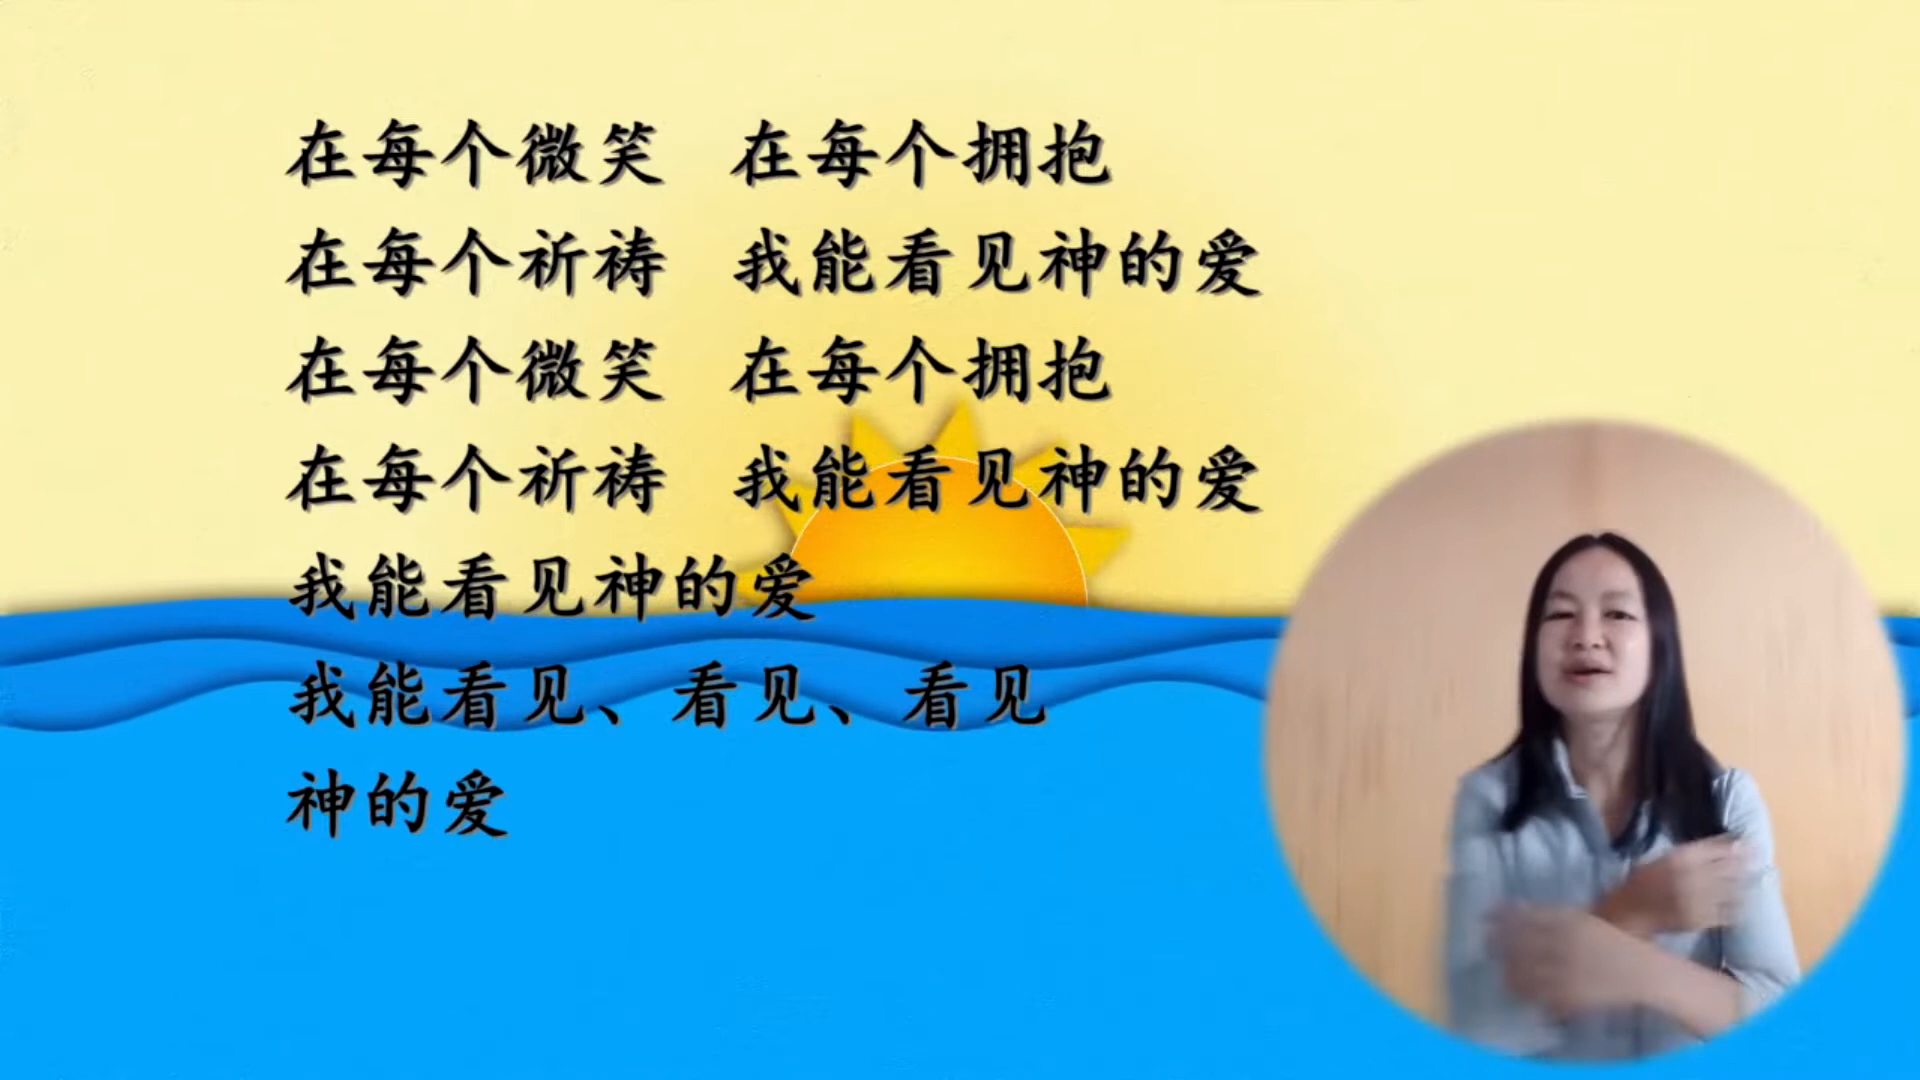 在每个微笑 在每个拥抱
在每个祈祷 我能看见神的爱
在每个微笑 在每个拥抱
在每个祈祷 我能看见神的爱
我能看见神的爱
我能看见、看见、看见
神的爱